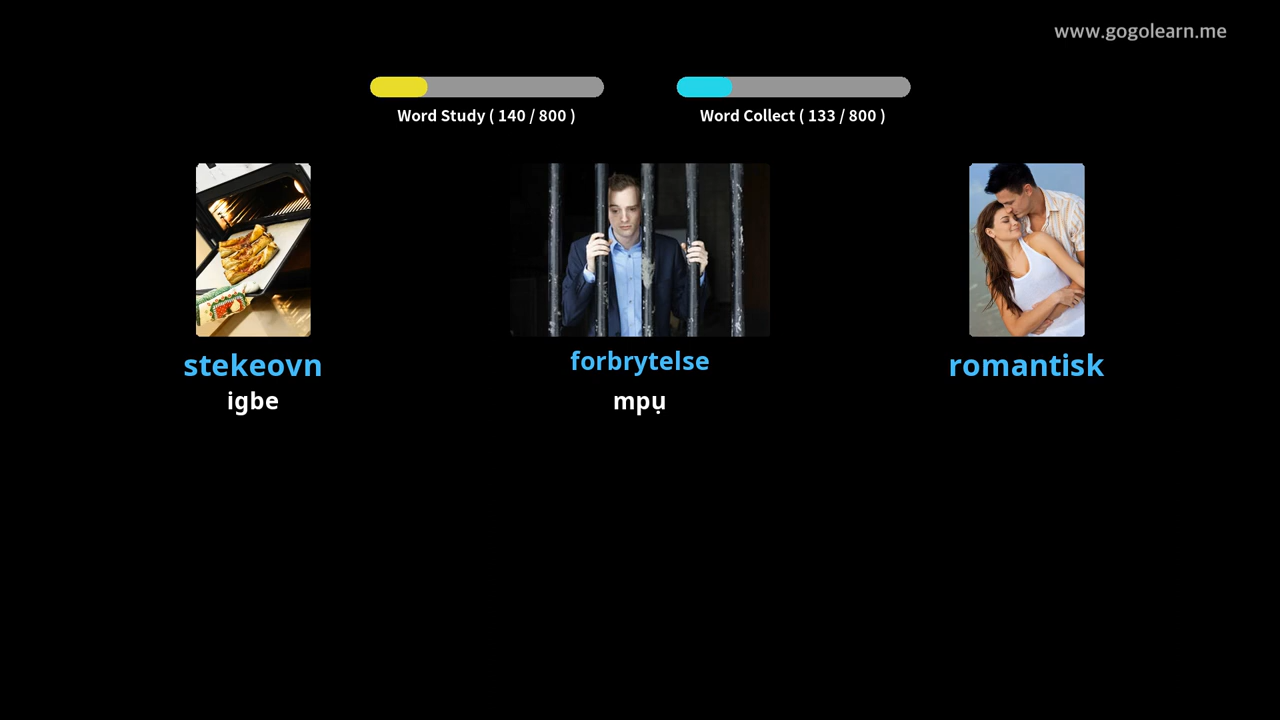 www.gogolearn.me
Word Study ( 140 / 800 )
Word Collect ( 133 / 800 )
stekeovn
forbrytelse
romantisk
igbe
mpụ